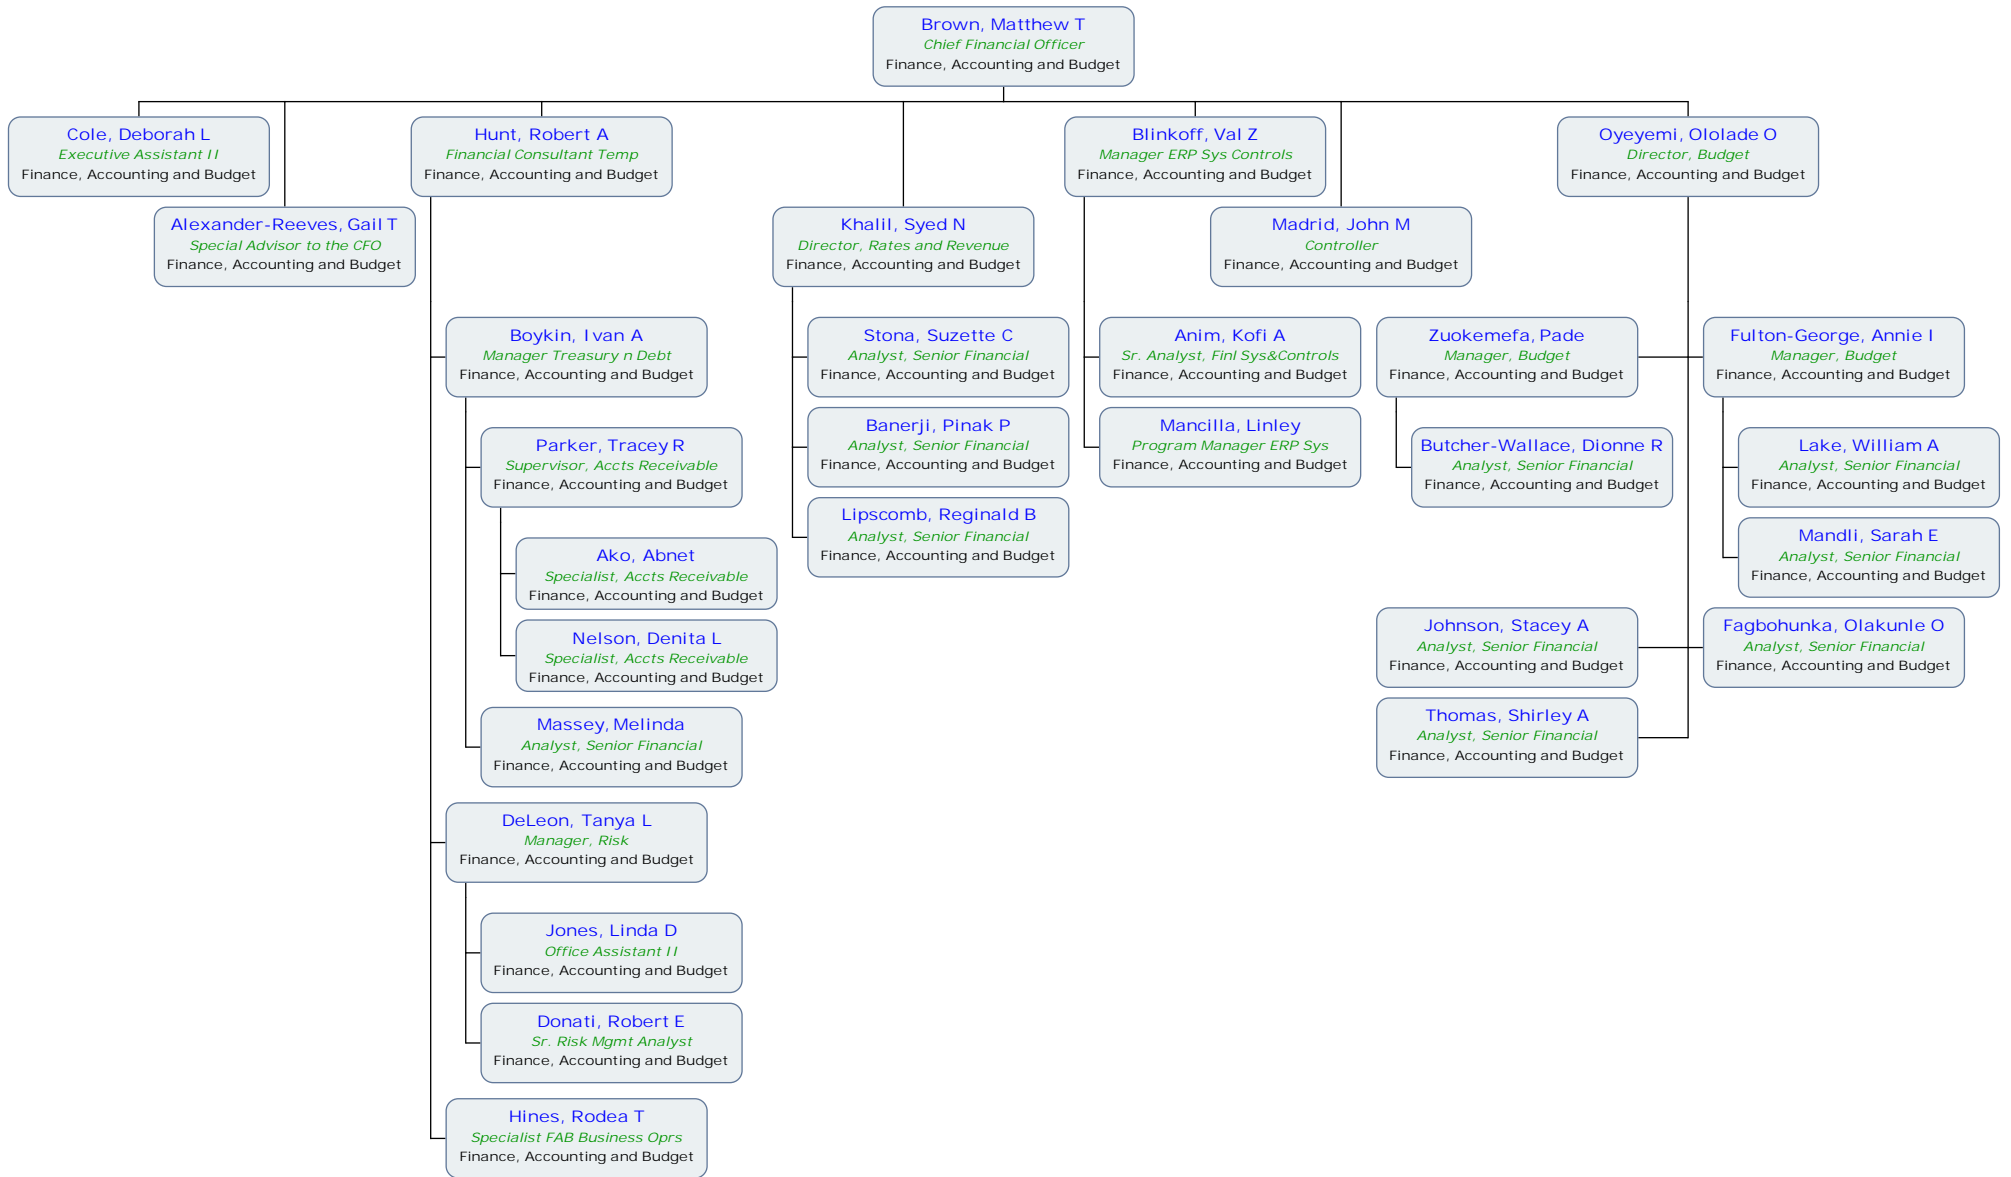 Brown, Matthew T
Chief Financial Officer
Finance, Accounting and Budget
Cole, Deborah L
Executive Assistant II
Finance, Accounting and Budget
Alexander-Reeves, Gail T
Special Advisor to the CFO
Finance, Accounting and Budget
Hunt, Robert A
Financial Consultant Temp
Finance, Accounting and Budget
Boykin, Ivan A
Manager Treasury n Debt
Finance, Accounting and Budget
Parker, Tracey R
Supervisor, Accts Receivable
Finance, Accounting and Budget
Ako, Abnet
Specialist, Accts Receivable
Finance, Accounting and Budget
Nelson, Denita L
Specialist, Accts Receivable
Finance, Accounting and Budget
Massey, Melinda
Analyst, Senior Financial
Finance, Accounting and Budget
DeLeon, Tanya L
Manager, Risk
Finance, Accounting and Budget
Jones, Linda D
Office Assistant II
Finance, Accounting and Budget
Donati, Robert E
Sr. Risk Mgmt Analyst
Finance, Accounting and Budget
Hines, Rodea T
Specialist FAB Business Oprs
Finance, Accounting and Budget
Khalil, Syed N
Director, Rates and Revenue
Finance, Accounting and Budget
Stona, Suzette C
Analyst, Senior Financial
Finance, Accounting and Budget
Banerji, Pinak P
Analyst, Senior Financial
Finance, Accounting and Budget
Lipscomb, Reginald B
Analyst, Senior Financial
Finance, Accounting and Budget
Blinkoff, Val Z
Manager ERP Sys Controls
Finance, Accounting and Budget
Anim, Kofi A
Sr. Analyst, Finl Sys&Controls
Finance, Accounting and Budget
Mancilla, Linley
Program Manager ERP Sys
Finance, Accounting and Budget
Madrid, John M
Controller
Finance, Accounting and Budget
Oyeyemi, Ololade O
Director, Budget
Finance, Accounting and Budget
Zuokemefa, Pade
Manager, Budget
Finance, Accounting and Budget
Butcher-Wallace, Dionne R
Analyst, Senior Financial
Finance, Accounting and Budget
Fulton-George, Annie I
Manager, Budget
Finance, Accounting and Budget
Lake, William A
Analyst, Senior Financial
Finance, Accounting and Budget
Mandli, Sarah E
Analyst, Senior Financial
Finance, Accounting and Budget
Johnson, Stacey A
Analyst, Senior Financial
Finance, Accounting and Budget
Fagbohunka, Olakunle O
Analyst, Senior Financial
Finance, Accounting and Budget
Thomas, Shirley A
Analyst, Senior Financial
Finance, Accounting and Budget